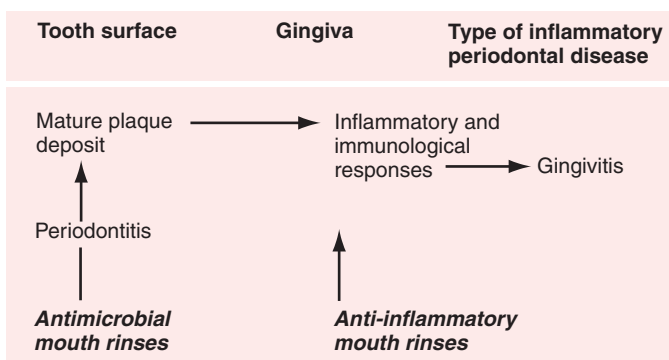 Tooth surface
Gingiva
Type of inflammatory
periodontal disease
Mature plaque
deposit
Inflammatory and
immunological
responses
Gingivitis
Periodontitis
Antimicrobial
mouth rinses
Anti-inflammatory
mouth rinses